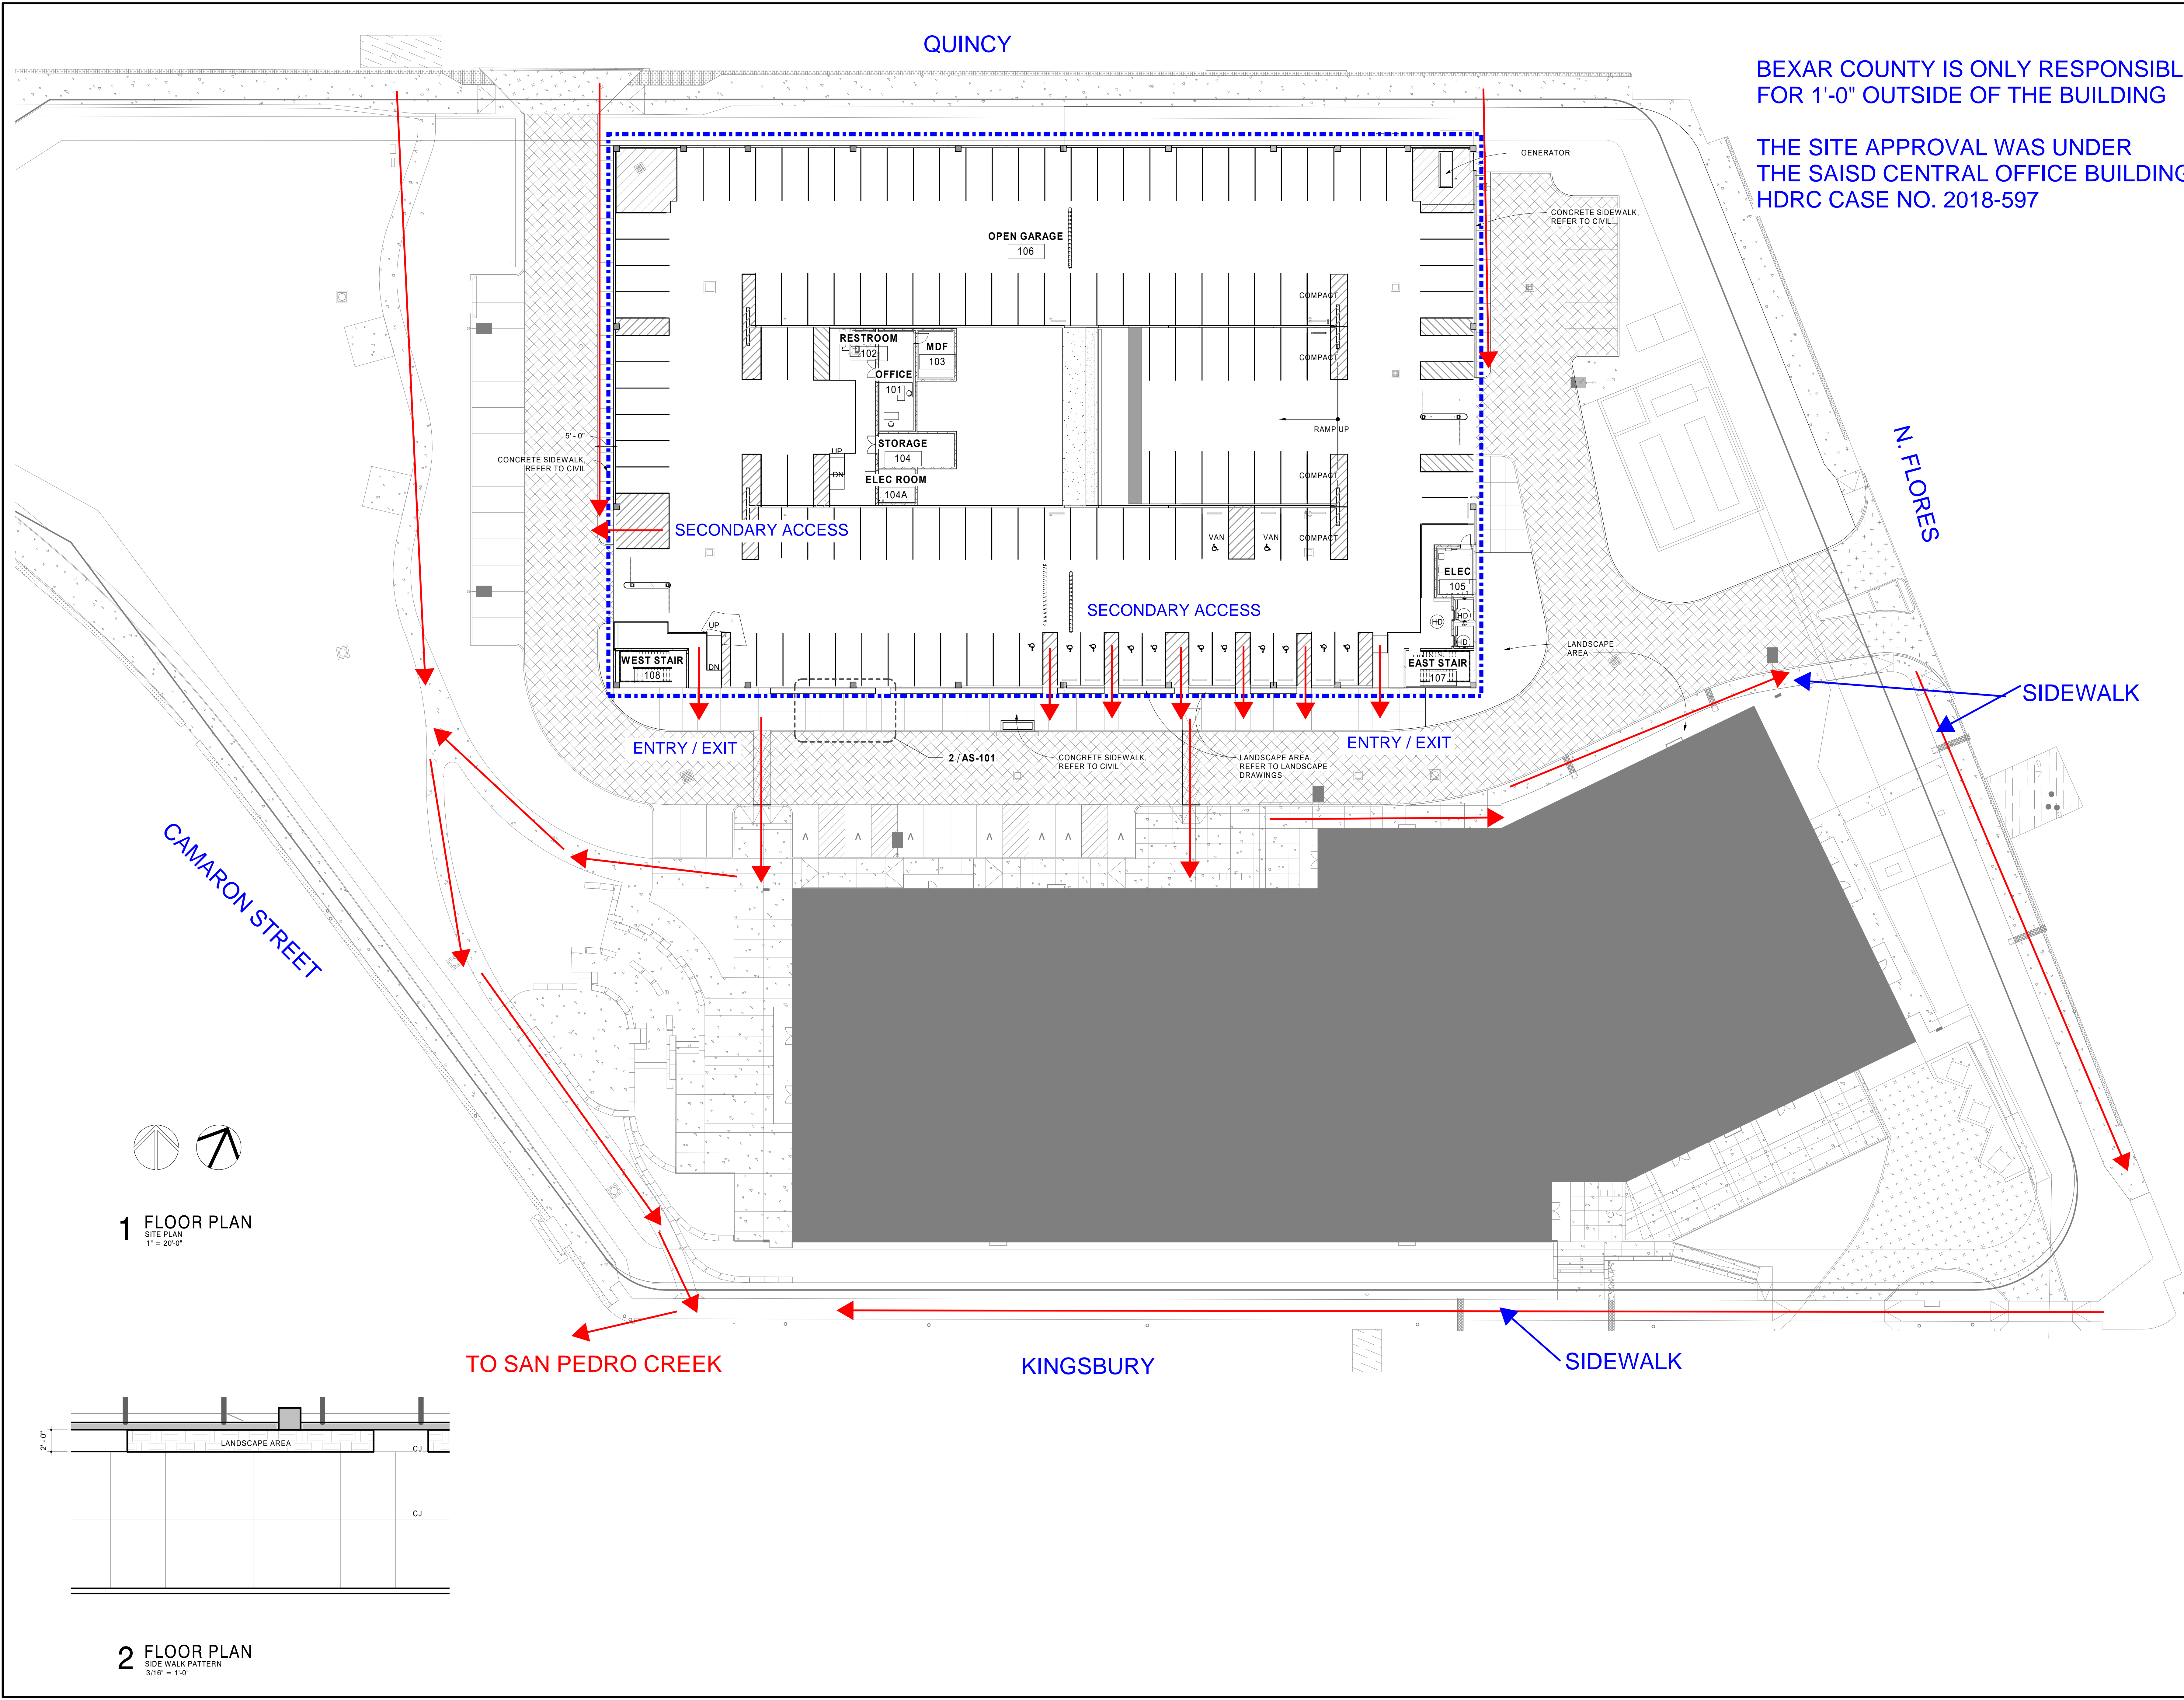 QUINCY
BEXAR COUNTY IS ONLY RESPONSIBL
FOR 1'-0" OUTSIDE OF THE BUILDING
THE SITE APPROVAL WAS UNDER
THE SAISD CENTRAL OFFICE BUILDING
HDRC CASE NO. 2018-597
GENERATOR
CONCRETE SIDEWALK,
REFER TO CIVIL
OPEN GARAGE
106
COMPACT
RESTROOM
102
MDF
103
COMPACT
OFFICE
101
RAMP UP
5' - 0"
CONCRETE SIDEWALK,
REFER TO CIVIL
STORAGE
104
UP
DN
ELEC ROOM
104A
COMPACT
N. FLORES
SECONDARY ACCESS
VAN
VAN
COMPACT
ELEC
105
SECONDARY ACCESS
HD
HD
HD
UP
DN
WEST STAIR
108
EAST STAIR
107
LANDSCAPE
AREA
SIDEWALK
ENTRY / EXIT
ENTRY / EXIT
2 / AS-101
CONCRETE SIDEWALK,
REFER TO CIVIL
LANDSCAPE AREA,
REFER TO LANDSCAPE
DRAWINGS
CAMARON STREET
1 FLOOR PLAN
SITE PLAN
1" = 20'-0"
TO SAN PEDRO CREEK
KINGSBURY
SIDEWALK
2' - 0"
LANDSCAPE AREA
CJ
CJ
2 FLOOR PLAN
SIDE WALK PATTERN
3/16" = 1'-0"